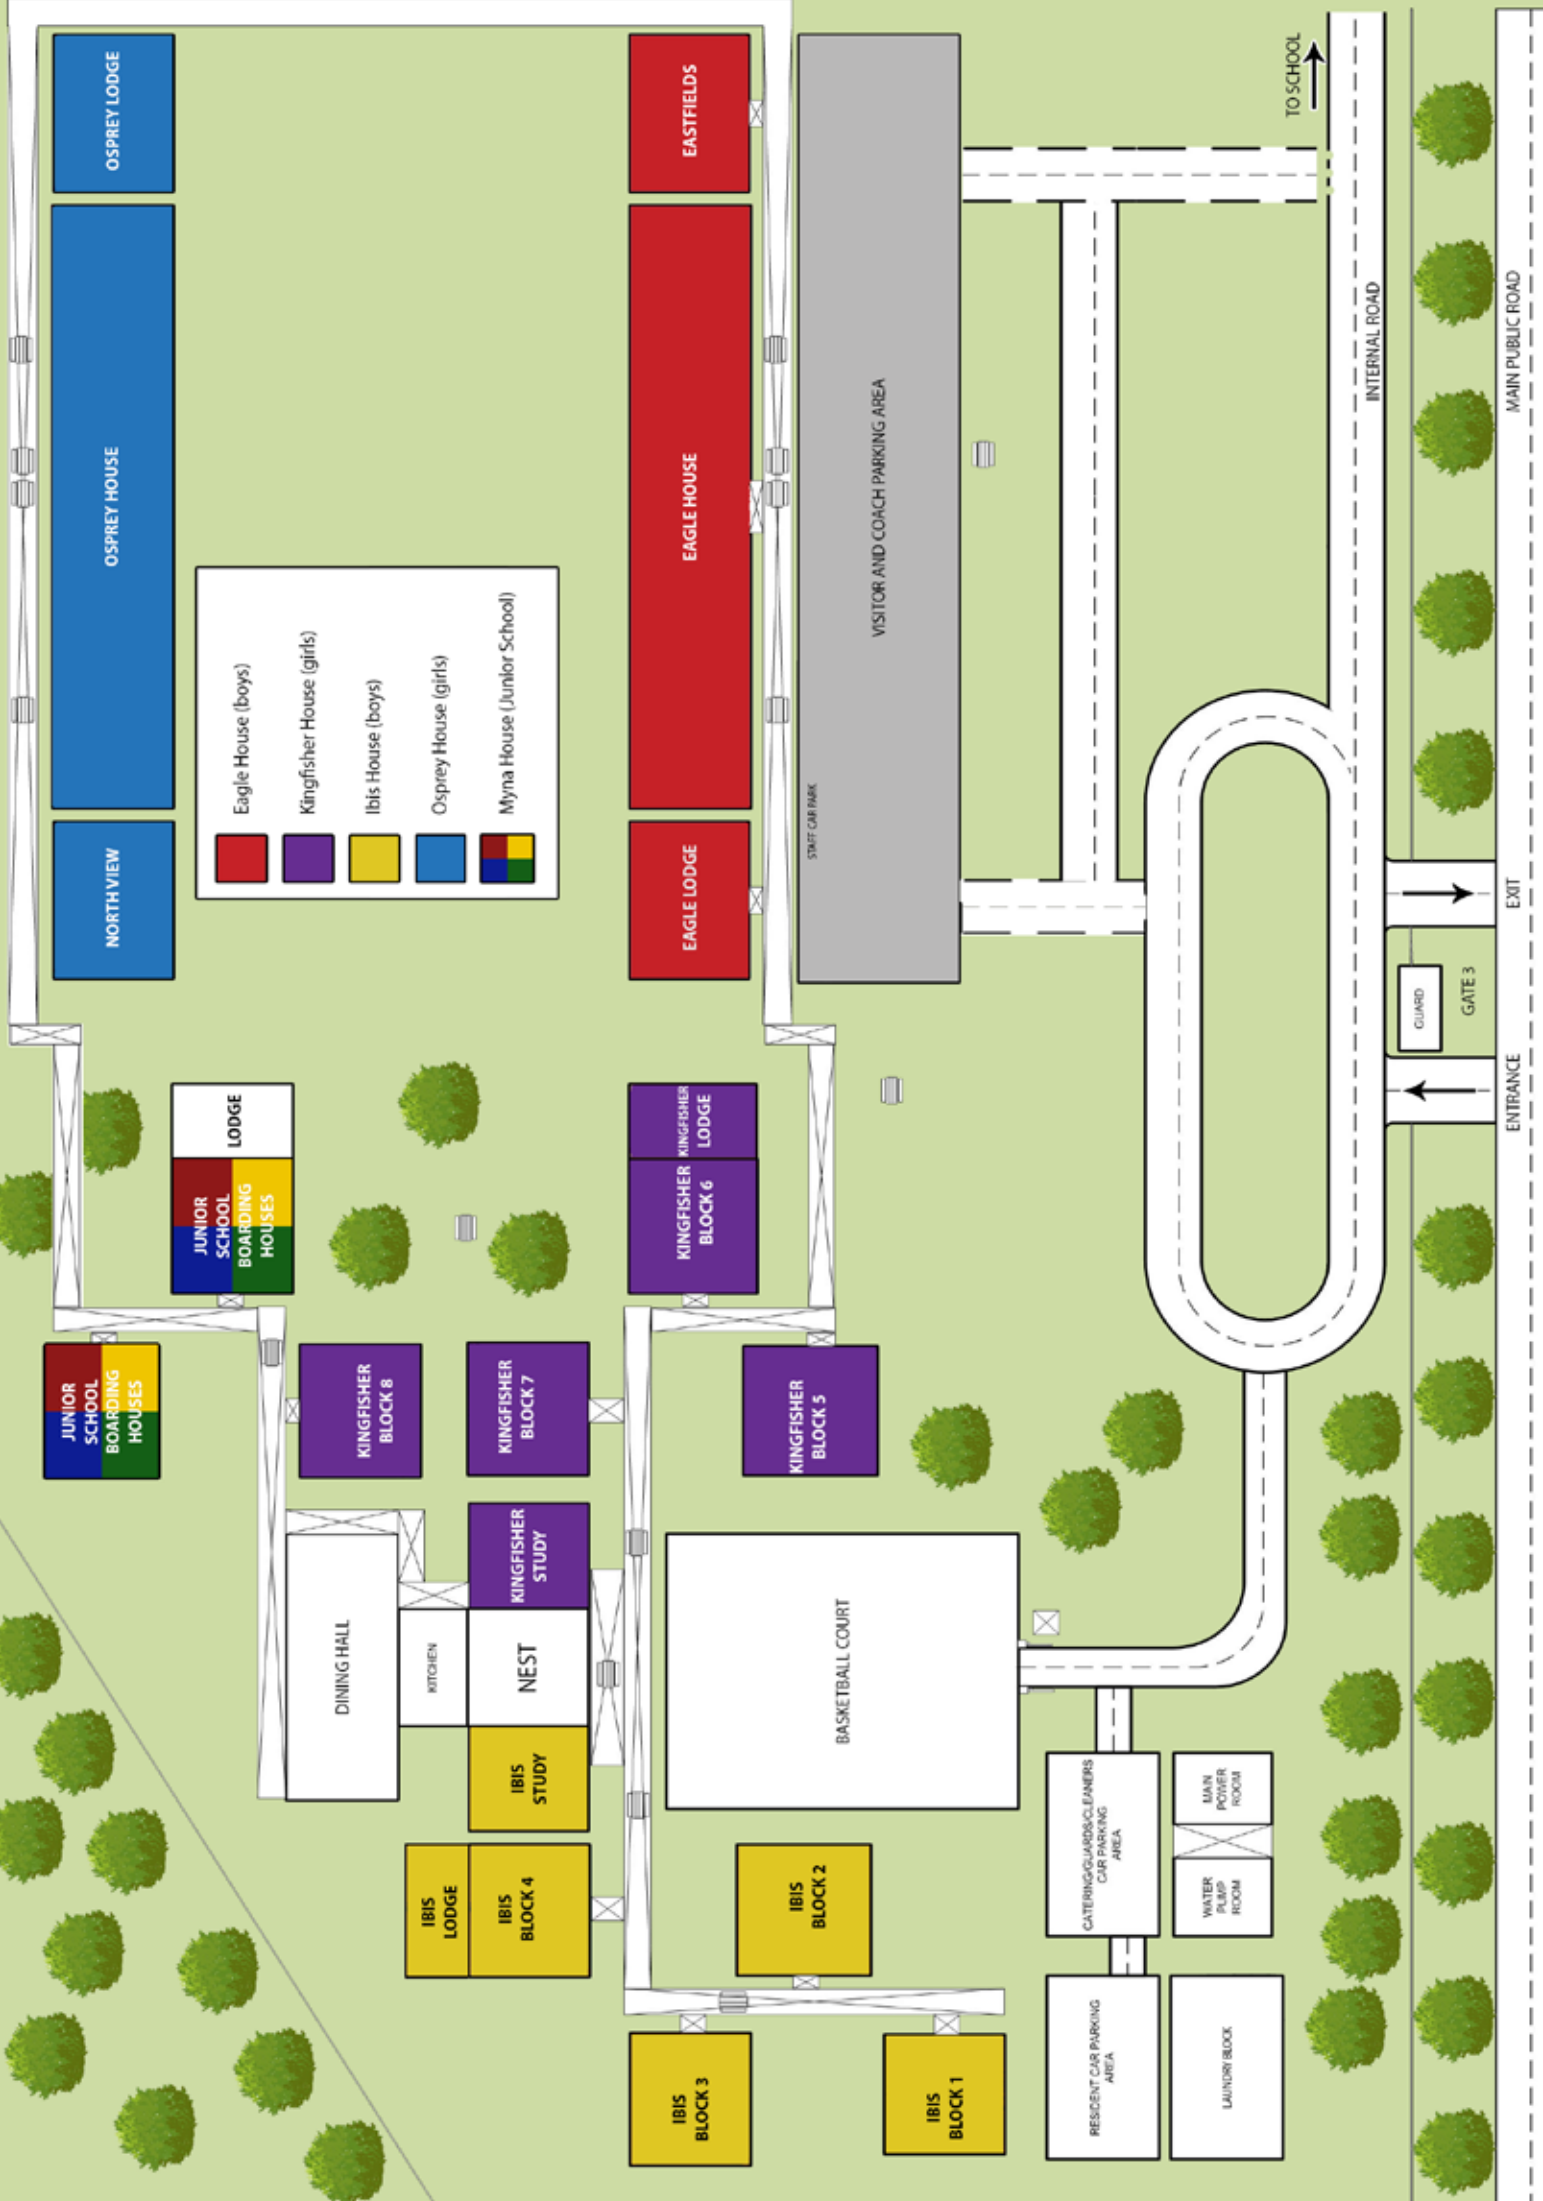 OSPREY LODGE
OSPREY HOUSE
NORTH VIEW
EASTFIELDS
EAGLE HOUSE
EAGLE LODGE
Eagle House (boys)
Kingfisher House (girls)
Ibis House (boys)
Osprey House (girls)
Myna House (Junior School)
VISITOR AND COACH PARKING AREA
STAFF CAR PARK
TO SCHOOL
INTERNAL ROAD
MAIN PUBLIC ROAD
EXIT
GATE 3
GUARD
ENTRANCE
LODGE
JUNIOR
SCHOOL
BOARDING
HOUSES
JUNIOR
SCHOOL
BOARDING
HOUSES
KINGFISHER
LODGE
KINGFISHER
BLOCK 6
KINGFISHER
BLOCK 8
KINGFISHER
BLOCK 7
KINGFISHER
BLOCK 5
KINGFISHER
STUDY
DINING HALL
KITCHEN
NEST
BASKETBALL COURT
IBIS
STUDY
IBIS
LODGE
IBIS
BLOCK 4
IBIS
BLOCK 2
IBIS
BLOCK 3
IBIS
BLOCK 1
CATERING/GUARDS/CLEANERS
CAR PARKING
AREA
MAIN
POWER
ROOM
WATER
PUMP
ROOM
RESIDENT CAR PARKING
AREA
LAUNDRY BLOCK